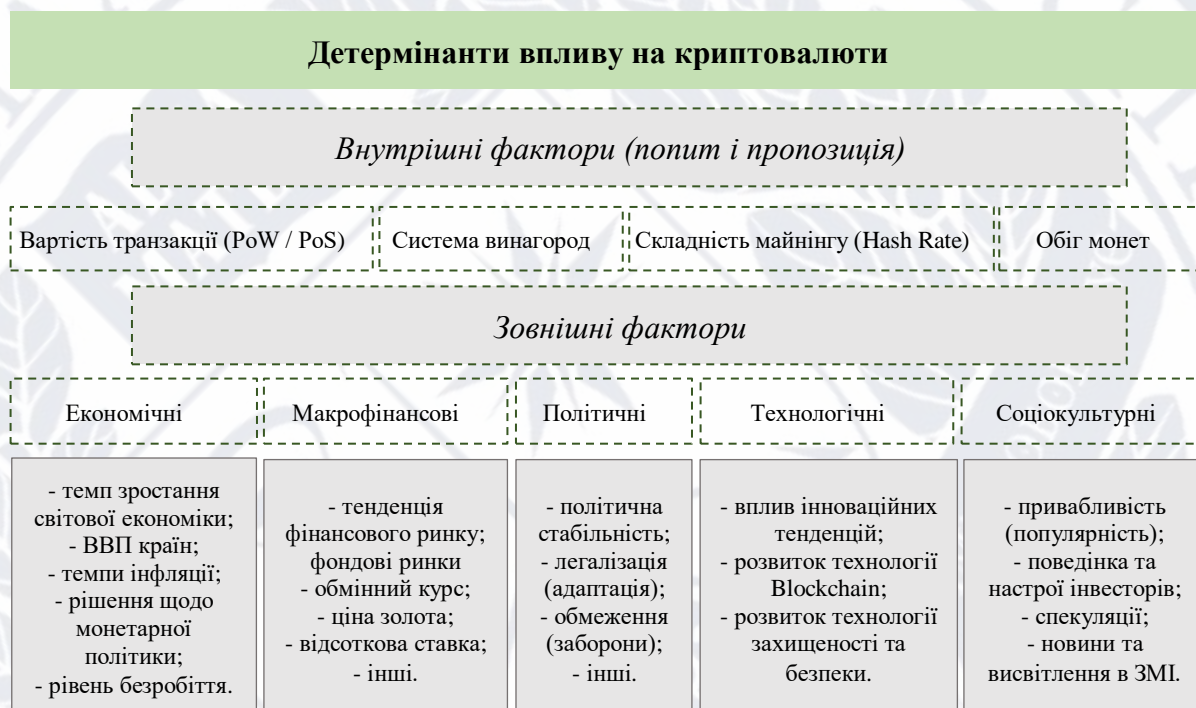 Детермінанти впливу на криптовалюти
Внутрішні фактори (попит і пропозиція)
Вартість транзакції (PoW / PoS)
Система винагород
Складність майнінгу (Hash Rate)
Обіг монет
Зовнішні фактори
Економічні
Макрофінансові
Політичні
Технологічні
Соціокультурні
- темп зростання
світової економіки;
- ВВП країн;
- темпи інфляції;
- рішення щодо
монетарної
політики;
- рівень безробіття.
- тенденція
фінансового ринку;
фондові ринки
- обмінний курс;
- ціна золота;
- відсоткова ставка;
- інші.
- політична
стабільність;
- легалізація
(адаптація);
- обмеження
(заборони);
- інші.
- вплив інноваційних
тенденцій;
- розвиток технології
Blockchain;
- розвиток технології
захищеності та
безпеки.
- привабливість
(популярність);
- поведінка та
настрої інвесторів;
- спекуляції;
- новини та
висвітлення в ЗМІ.